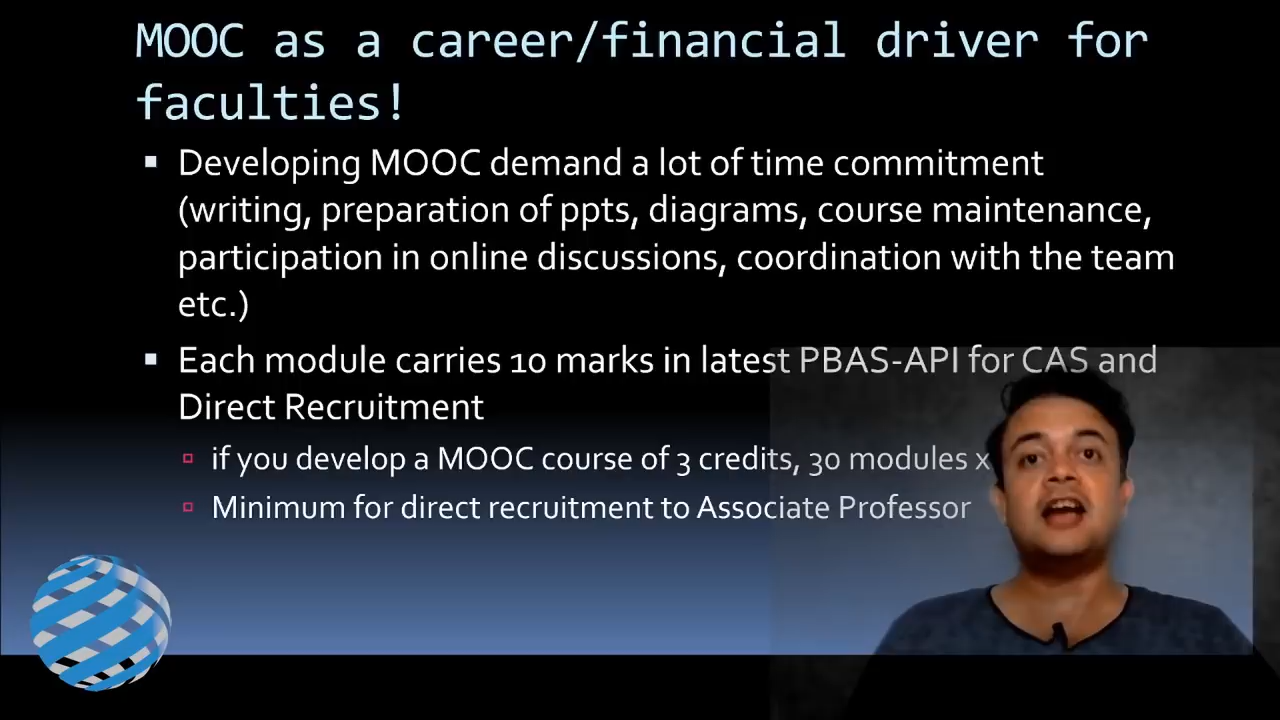 MOOC as a career/financial driver for
faculties!
Developing MOOC demand a lot of time commitment
(writing, preparation of ppts, diagrams, course maintenance,
participation in online discussions, coordination with the team
etc.)
Each module carries 10 marks in latest PBAS-API for CAS and
Direct Recruitment
if you develop a MOOC course of 3 credits, 30 modules x
Minimum for direct recruitment to Associate Professor